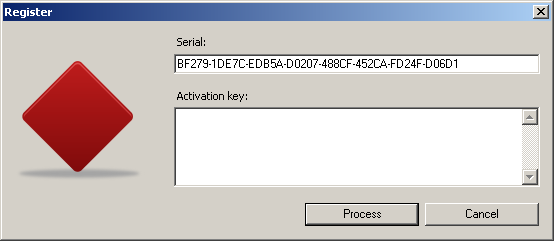 Register
Serial:
BF279-1DE7C-EDB5A-D0207-488CF-452CA-FD24F-D06D1
Activation key:
Process
Cancel